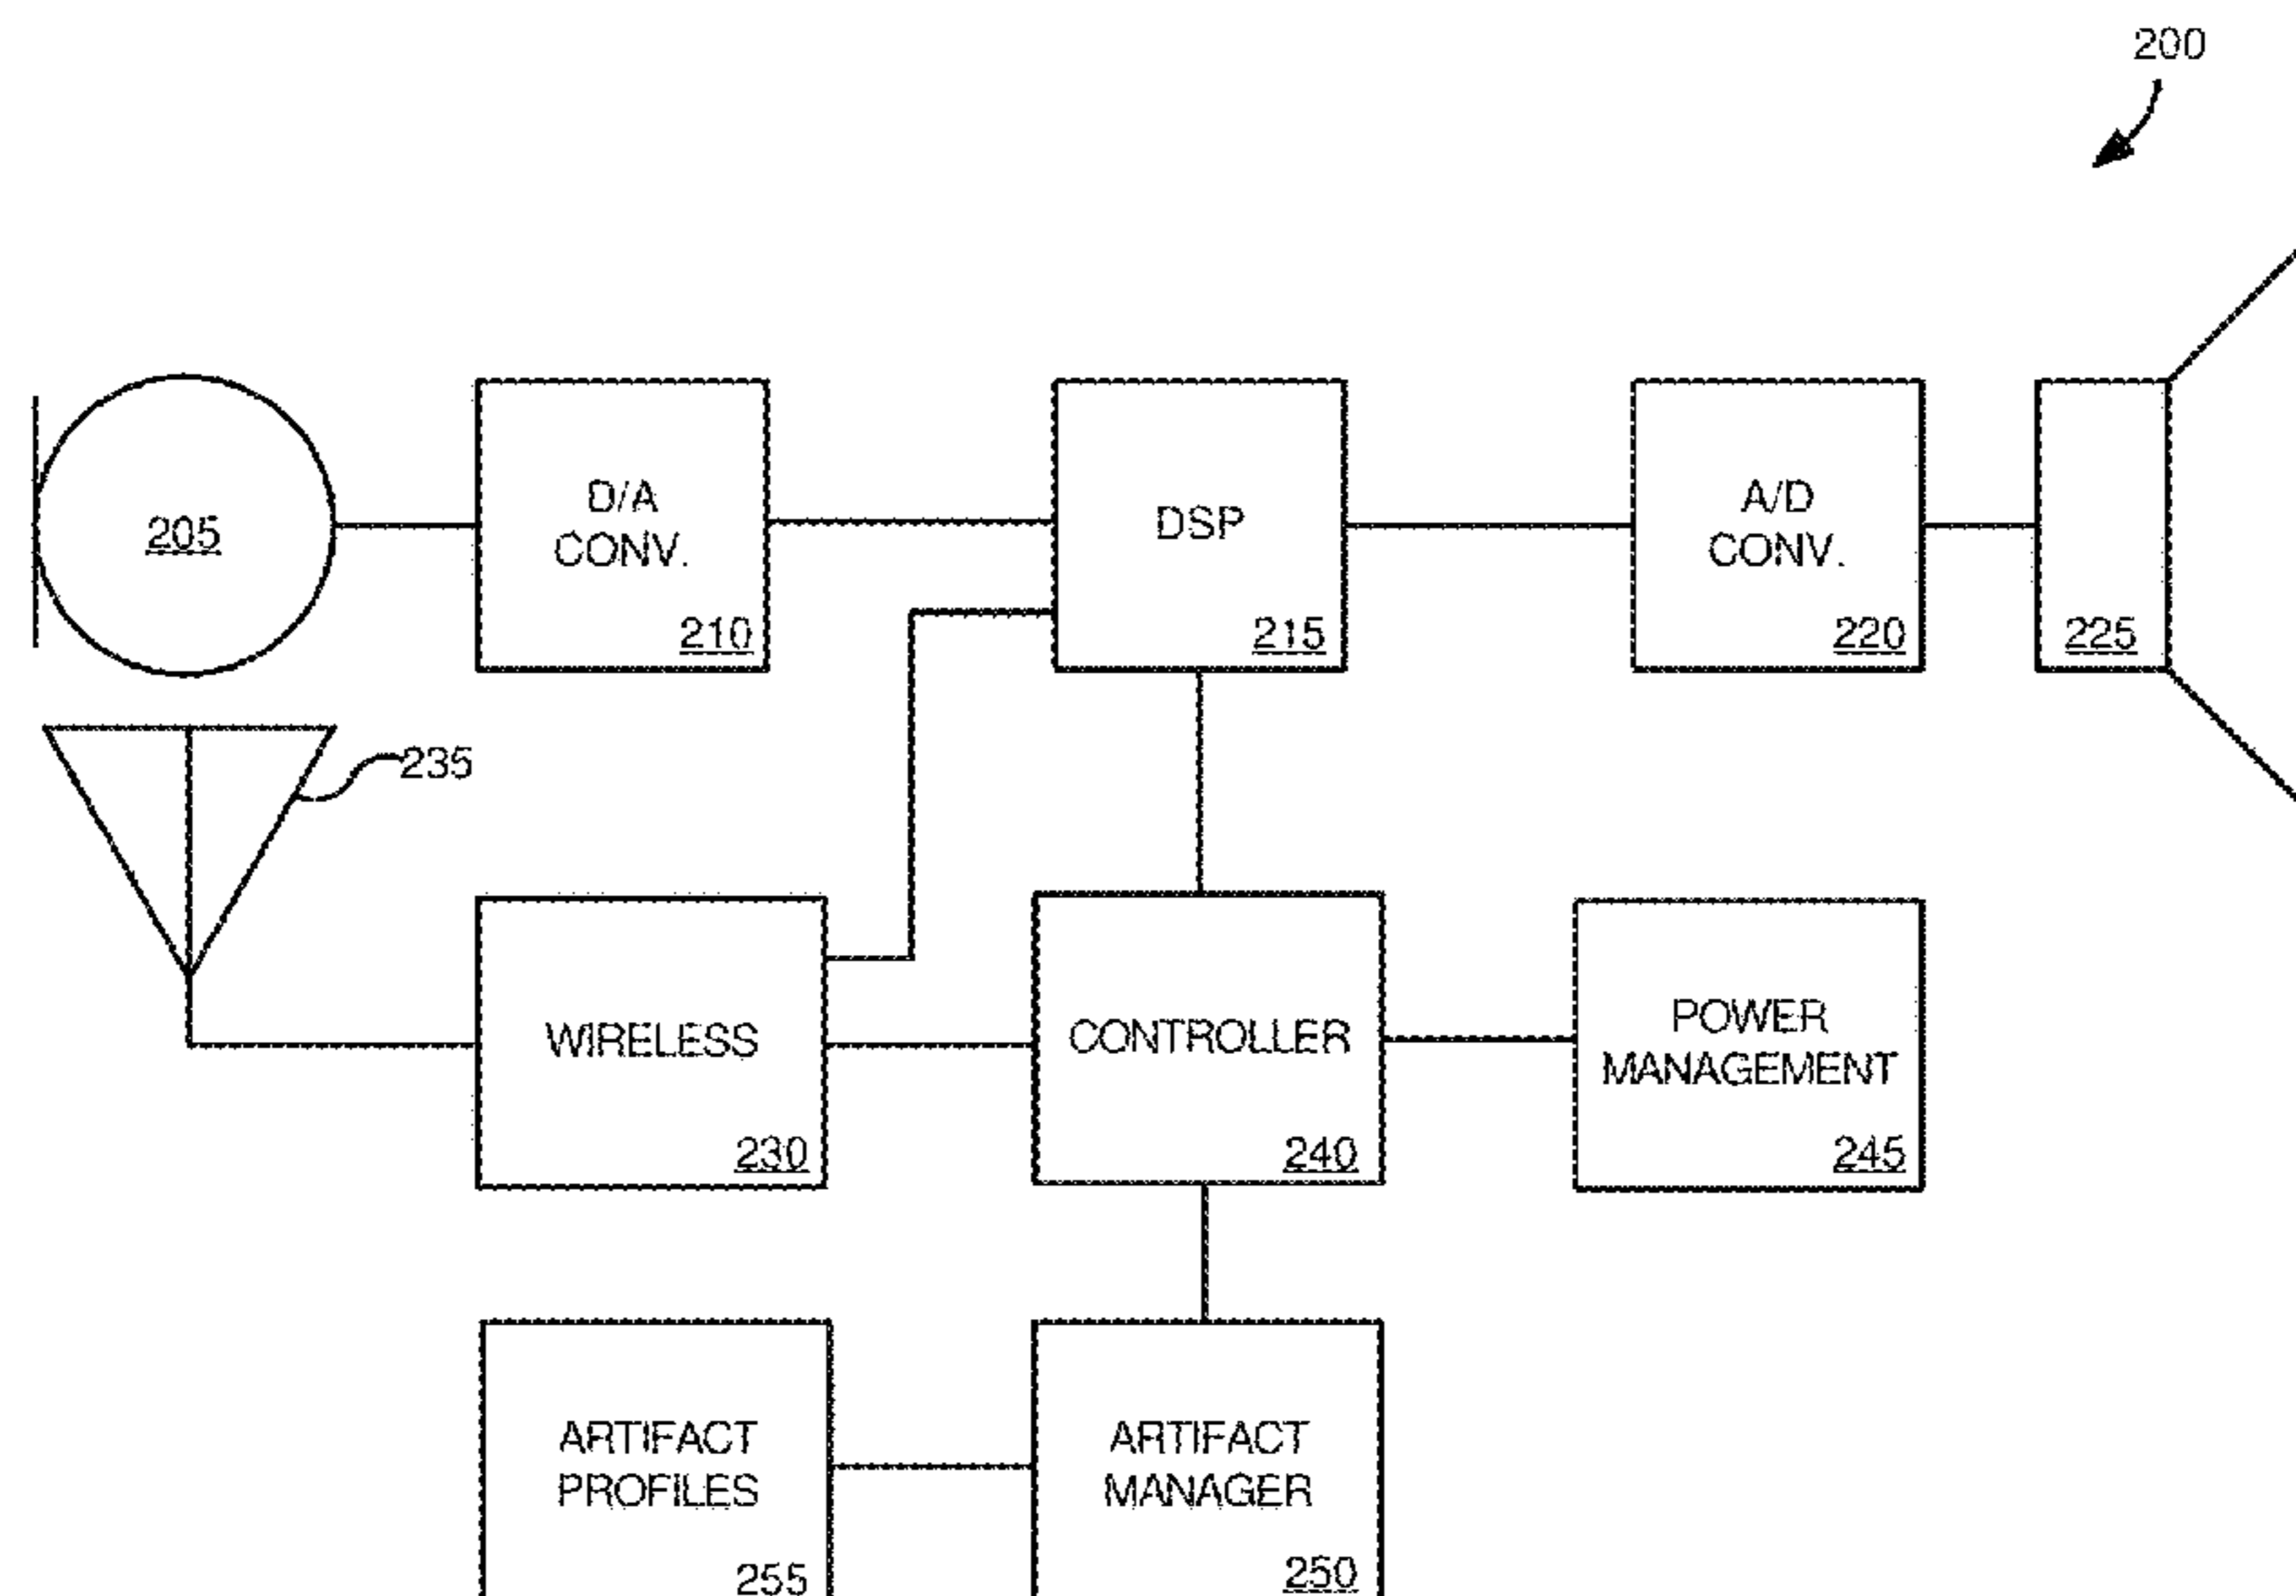 200
205
D/A
CONV.
210
DSP
215
A/D
CONV.
220
225
235
WIRELESS
230
CONTROLLER
240
POWER
MANAGEMENT
245
ARTIFACT
PROFILES
255
ARTIFACT
MANAGER
250